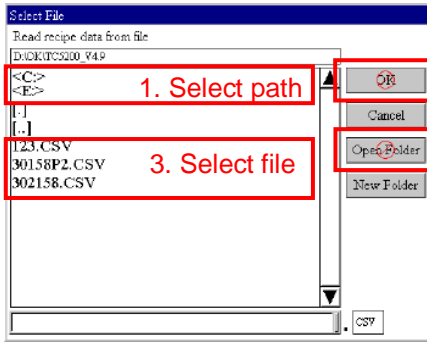 Select File
Read recipe data from file
D:\OK\TC5200_V4.9
<C:>
<E:>
1. Select path
OK
[.]
[..]
Cancel
123.CSV
30158P2.CSV
302158.CSV
3. Select file
Open Folder
New Folder
. CSV